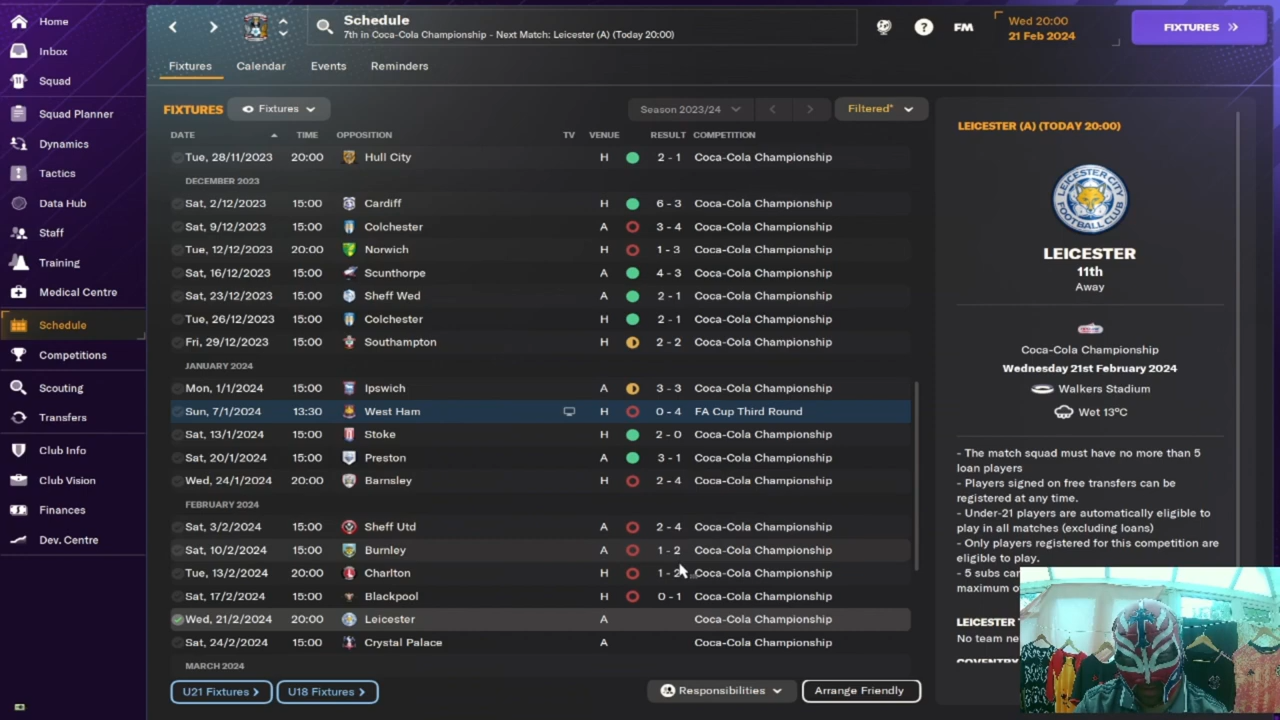 Home
Inbox
Squad
Squad Planner
Dynamics
Tactics
Data Hub
Staff
Training
Medical Centre
Schedule
Competitions
Scouting
Transfers
Club Info
Club Vision
Finances
Dev. Centre
Schedule
7th in Coca-Cola Championship - Next Match: Leicester (A) (Today 20:00)
? FM
Wed 20:00
21 Feb 2024
FIXTURES
Fixtures Calendar Events Reminders
FIXTURES Fixtures Season 2023/24 Filtered*
DATE TIME OPPOSITION TV VENUE RESULT COMPETITION
Tue, 28/11/2023 20:00 Hull City H 2 - 1 Coca-Cola Championship
DECEMBER 2023
Sat, 2/12/2023 15:00 Cardiff H 6 - 3 Coca-Cola Championship
Sat, 9/12/2023 15:00 Colchester A 3 - 4 Coca-Cola Championship
Tue, 12/12/2023 20:00 Norwich H 1 - 3 Coca-Cola Championship
Sat, 16/12/2023 15:00 Scunthorpe A 4 - 3 Coca-Cola Championship
Sat, 23/12/2023 15:00 Sheff Wed A 2 - 1 Coca-Cola Championship
Tue, 26/12/2023 15:00 Colchester H 2 - 1 Coca-Cola Championship
Fri, 29/12/2023 15:00 Southampton H 2 - 2 Coca-Cola Championship
JANUARY 2024
Mon, 1/1/2024 15:00 Ipswich A 3 - 3 Coca-Cola Championship
Sun, 7/1/2024 13:30 West Ham H 0 - 4 FA Cup Third Round
Sat, 13/1/2024 15:00 Stoke H 2 - 0 Coca-Cola Championship
Sat, 20/1/2024 15:00 Preston A 3 - 1 Coca-Cola Championship
Wed, 24/1/2024 20:00 Barnsley H 2 - 4 Coca-Cola Championship
FEBRUARY 2024
Sat, 3/2/2024 15:00 Sheff Utd A 2 - 4 Coca-Cola Championship
Sat, 10/2/2024 15:00 Burnley A 1 - 2 Coca-Cola Championship
Tue, 13/2/2024 20:00 Charlton H 1 - 2 Coca-Cola Championship
Sat, 17/2/2024 15:00 Blackpool H 0 - 1 Coca-Cola Championship
Wed, 21/2/2024 20:00 Leicester A Coca-Cola Championship
Sat, 24/2/2024 15:00 Crystal Palace A Coca-Cola Championship
MARCH 2024
U21 Fixtures U18 Fixtures Responsibilities Arrange Friendly
LEICESTER (A) (TODAY 20:00)
LEICESTER CITY
FOOTBALL CLUB
LEICESTER
11th
Away
Coca-Cola Championship
Wednesday 21st February 2024
Walkers Stadium
Wet 13°C
- The match squad must have no more than 5
loan players
- Players signed on free transfers can be
registered at any time.
- Under-21 players are automatically eligible to
play in all matches (excluding loans)
- Only players registered for this competition are
eligible to play.
- 5 subs ca
maximum o
LEICESTER
No team ne
COVENTRY